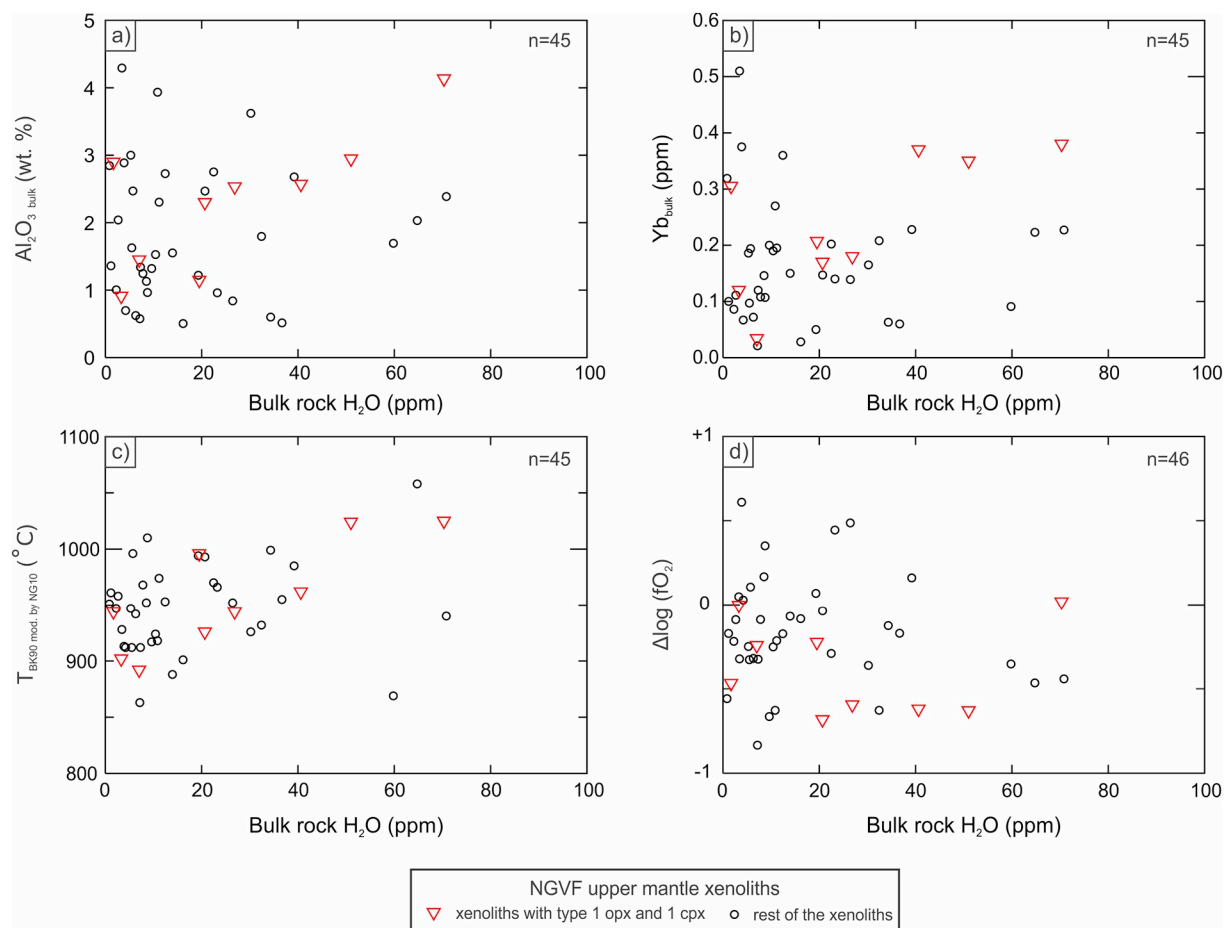 a)
n=45
5
4
3
2
1
0
Al2O3 bulk (wt. %)
0 20 40 60 80 100
Bulk rock H2O (ppm)
b)
n=45
0.6
0.5
0.4
0.3
0.2
0.1
0.0
Ybbulk (ppm)
0 20 40 60 80 100
Bulk rock H2O (ppm)
c)
n=45
1100
1000
900
800
TBK90 mod. by NG10 (°C)
0 20 40 60 80 100
Bulk rock H2O (ppm)
d)
n=46
+1
0
-1
Δlog (fO2)
0 20 40 60 80 100
Bulk rock H2O (ppm)
NGVF upper mantle xenoliths
xenoliths with type 1 opx and 1 cpx
rest of the xenoliths